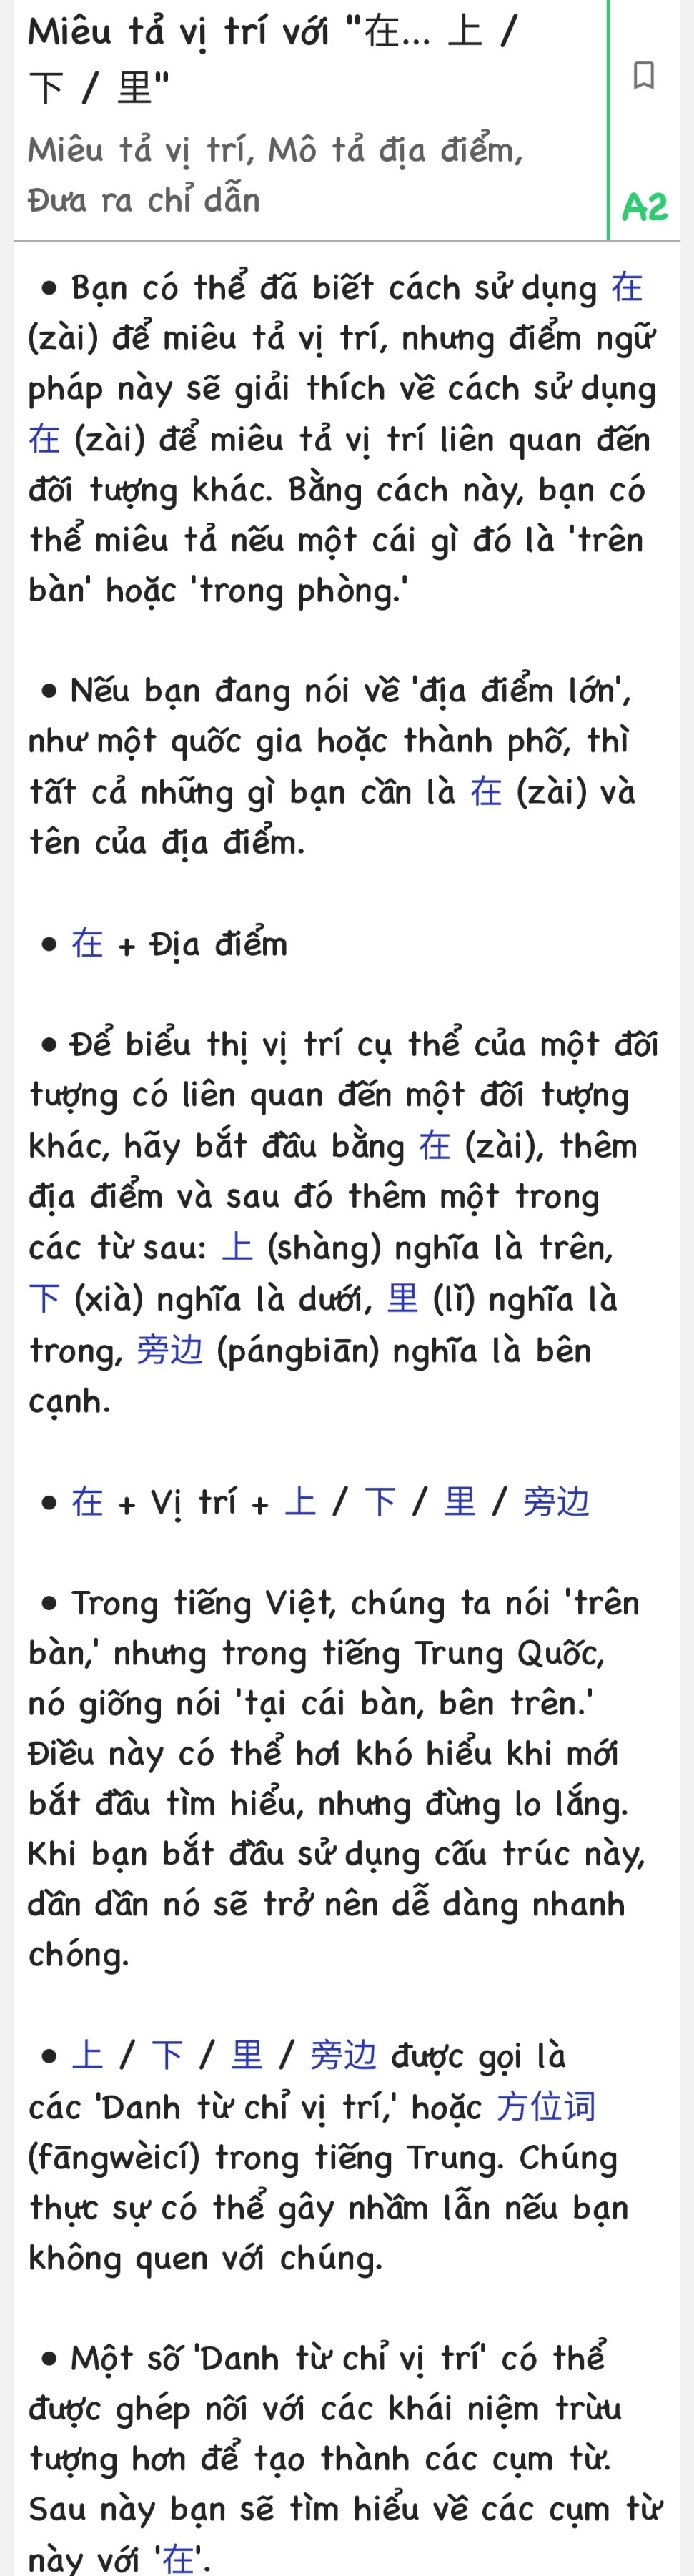 Miêu tả vị trí với "在... 上 /
下 / 里"
Miêu tả vị trí, Mô tả địa điểm,
Đưa ra chỉ dẫn
A2
• Bạn có thể đã biết cách sử dụng 在
(zài) để miêu tả vị trí, nhưng điểm ngữ
pháp này sẽ giải thích về cách sử dụng
在 (zài) để miêu tả vị trí liên quan đến
đối tượng khác. Bằng cách này, bạn có
thể miêu tả nếu một cái gì đó là 'trên
bàn' hoặc 'trong phòng.'
• Nếu bạn đang nói về 'địa điểm lớn',
như một quốc gia hoặc thành phố, thì
tất cả những gì bạn cần là 在 (zài) và
tên của địa điểm.
• 在 + Địa điểm
• Để biểu thị vị trí cụ thể của một đối
tượng có liên quan đến một đối tượng
khác, hãy bắt đầu bằng 在 (zài), thêm
địa điểm và sau đó thêm một trong
các từ sau: 上 (shàng) nghĩa là trên,
下 (xià) nghĩa là dưới, 里 (lǐ) nghĩa là
trong, 旁边 (pángbiān) nghĩa là bên
cạnh.
• 在 + Vị trí + 上 / 下 / 里 / 旁边
• Trong tiếng Việt, chúng ta nói 'trên
bàn,' nhưng trong tiếng Trung Quốc,
nó giống nói 'tại cái bàn, bên trên.'
Điều này có thể hơi khó hiểu khi mới
bắt đầu tìm hiểu, nhưng đừng lo lắng.
Khi bạn bắt đầu sử dụng cấu trúc này,
dần dần nó sẽ trở nên dễ dàng nhanh
chóng.
• 上 / 下 / 里 / 旁边 được gọi là
các 'Danh từ chỉ vị trí,' hoặc 方位词
(fāngwèicí) trong tiếng Trung. Chúng
thực sự có thể gây nhầm lẫn nếu bạn
không quen với chúng.
• Một số 'Danh từ chỉ vị trí' có thể
được ghép nối với các khái niệm trừu
tượng hơn để tạo thành các cụm từ.
Sau này bạn sẽ tìm hiểu về các cụm từ
này với '在'.